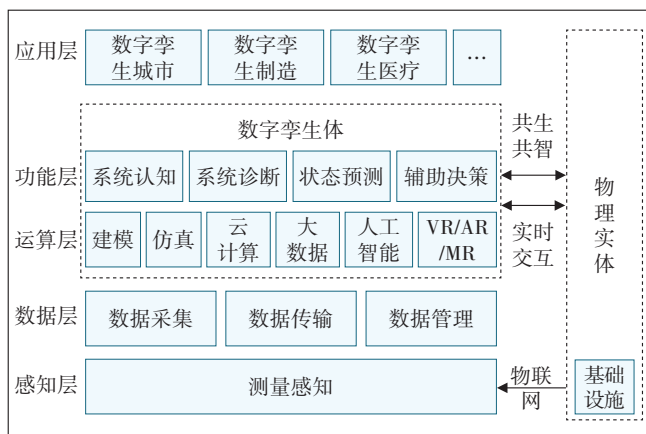 应用层
数字孪
生城市
数字孪
生制造
数字孪
生医疗
…
数字孪生体
共生
共智
功能层
系统认知
系统诊断
状态预测
辅助决策
运算层
建模
仿真
云
计算
大
数据
人工
智能
VR/AR
/MR
实时
交互
物理实体
数据层
数据采集
数据传输
数据管理
感知层
测量感知
物联
网
基础
设施